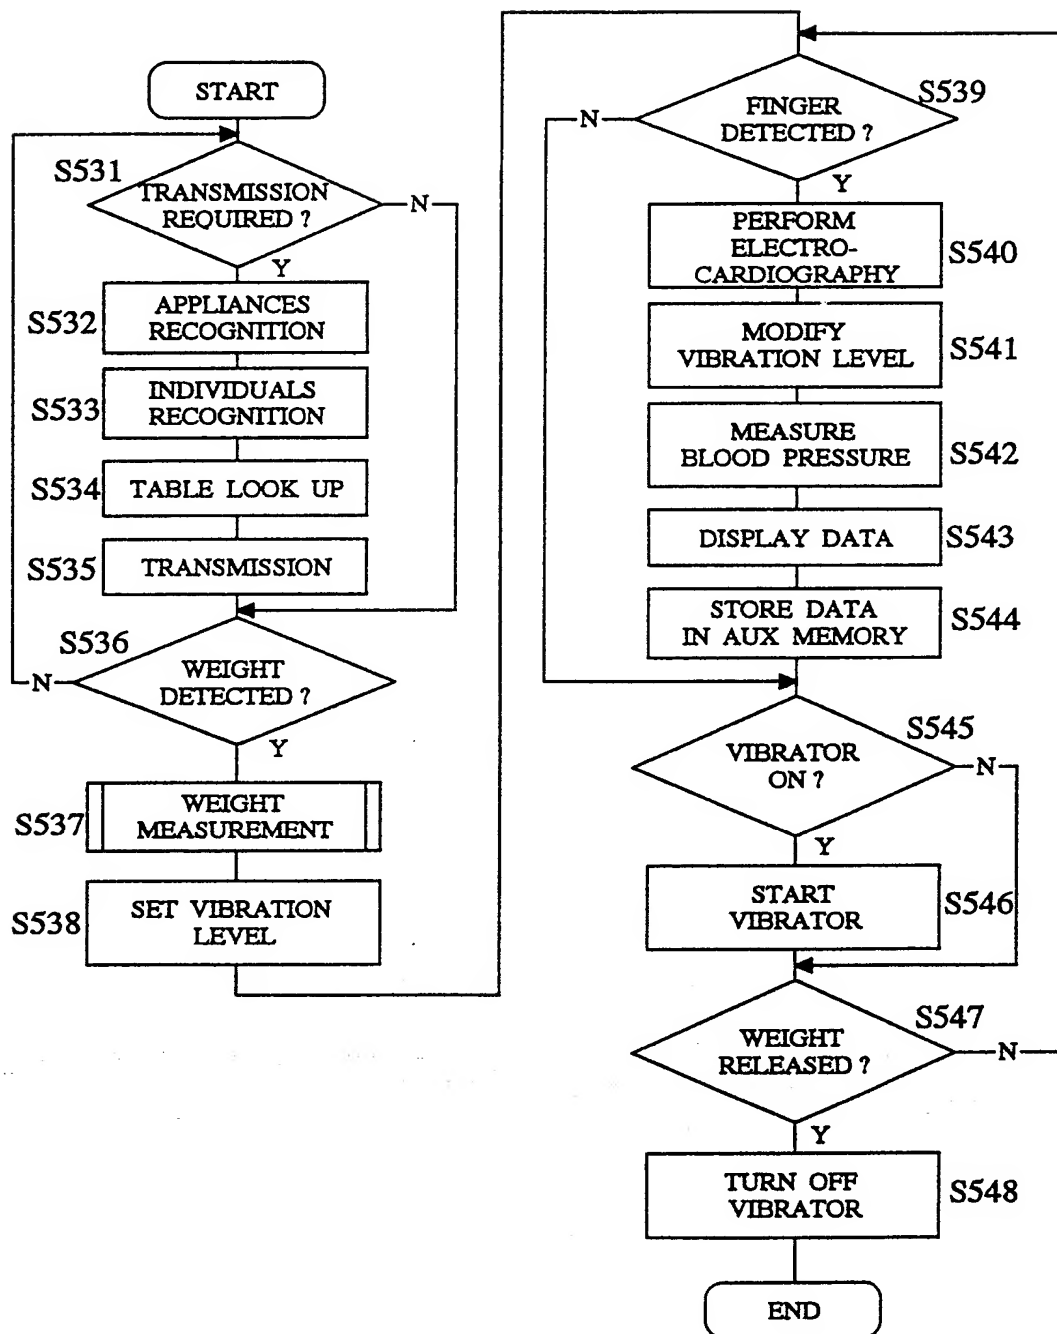 START
S531
TRANSMISSION
REQUIRED ?
N
Y
S532
APPLIANCES
RECOGNITION
S533
INDIVIDUALS
RECOGNITION
S534
TABLE LOOK UP
S535
TRANSMISSION
S536
WEIGHT
DETECTED ?
N
Y
S537
WEIGHT
MEASUREMENT
S538
SET VIBRATION
LEVEL
S539
FINGER
DETECTED ?
N
Y
PERFORM
ELECTRO-
CARDIOGRAPHY
S540
MODIFY
VIBRATION LEVEL
S541
MEASURE
BLOOD PRESSURE
S542
DISPLAY DATA
S543
STORE DATA
IN AUX MEMORY
S544
S545
VIBRATOR
ON ?
N
Y
START
VIBRATOR
S546
S547
WEIGHT
RELEASED ?
N
Y
TURN OFF
VIBRATOR
S548
END